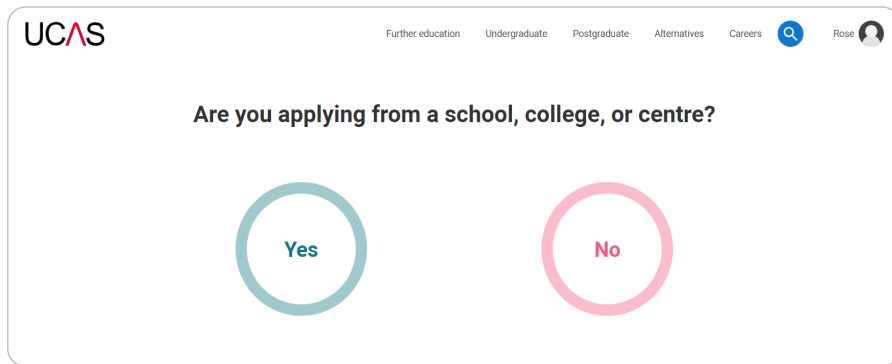 UCAS
Further education Undergraduate Postgraduate Alternatives Careers Rose
Are you applying from a school, college, or centre?
Yes No